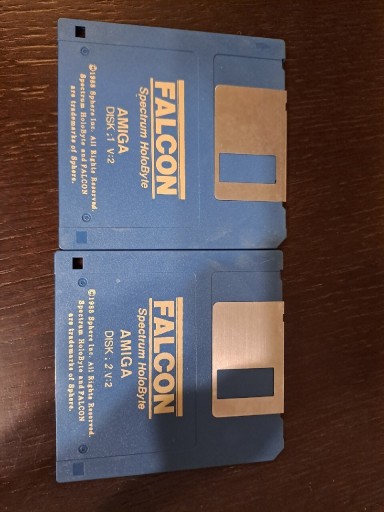 FALCON
Spectrum HoloByte
AMIGA
DISK :1 V:2
©1988 Sphere Inc. All Rights Reserved.
Spectrum HoloByte and FALCON
are trademarks of Sphere.
FALCON
Spectrum HoloByte
AMIGA
DISK : 2 V:2
©1988 Sphere Inc. All Rights Reserved.
Spectrum HoloByte and FALCON
are trademarks of Sphere.